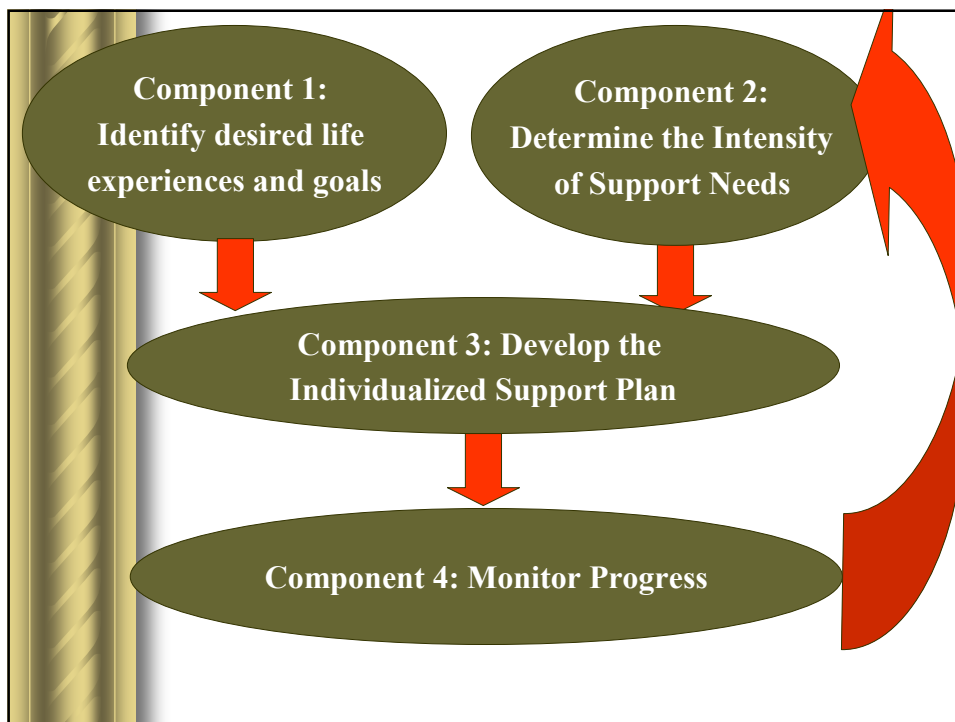 Component 1:
Identify desired life
experiences and goals
Component 2:
Determine the Intensity
of Support Needs
Component 3: Develop the
Individualized Support Plan
Component 4: Monitor Progress